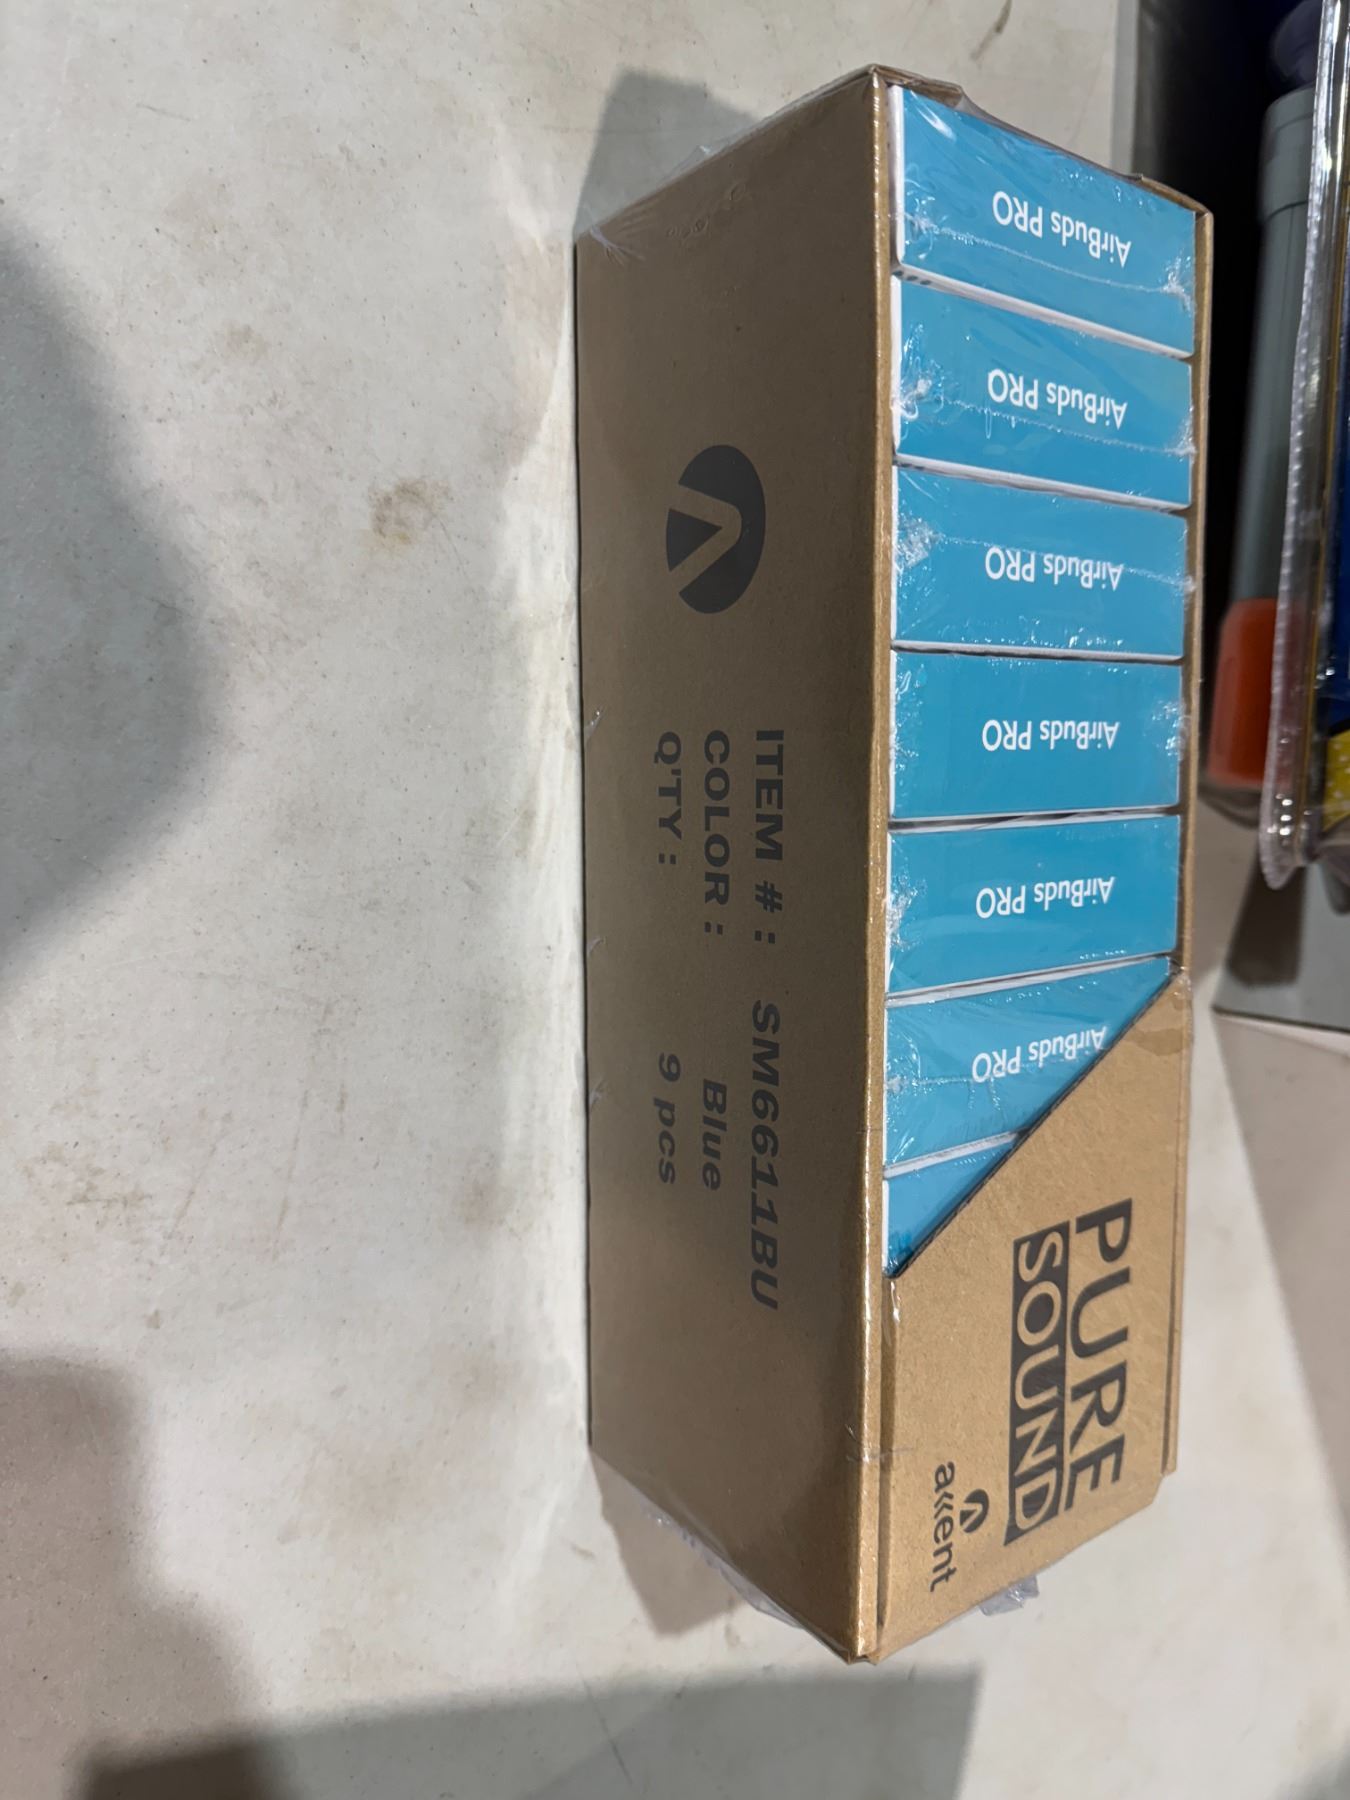 AirBuds PRO
AirBuds PRO
AirBuds PRO
AirBuds PRO
AirBuds PRO
AirBuds PRO
ITEM #: SM6611BU
COLOR: Blue
Q'TY: 9 pcs
PURE
SOUND
axxent